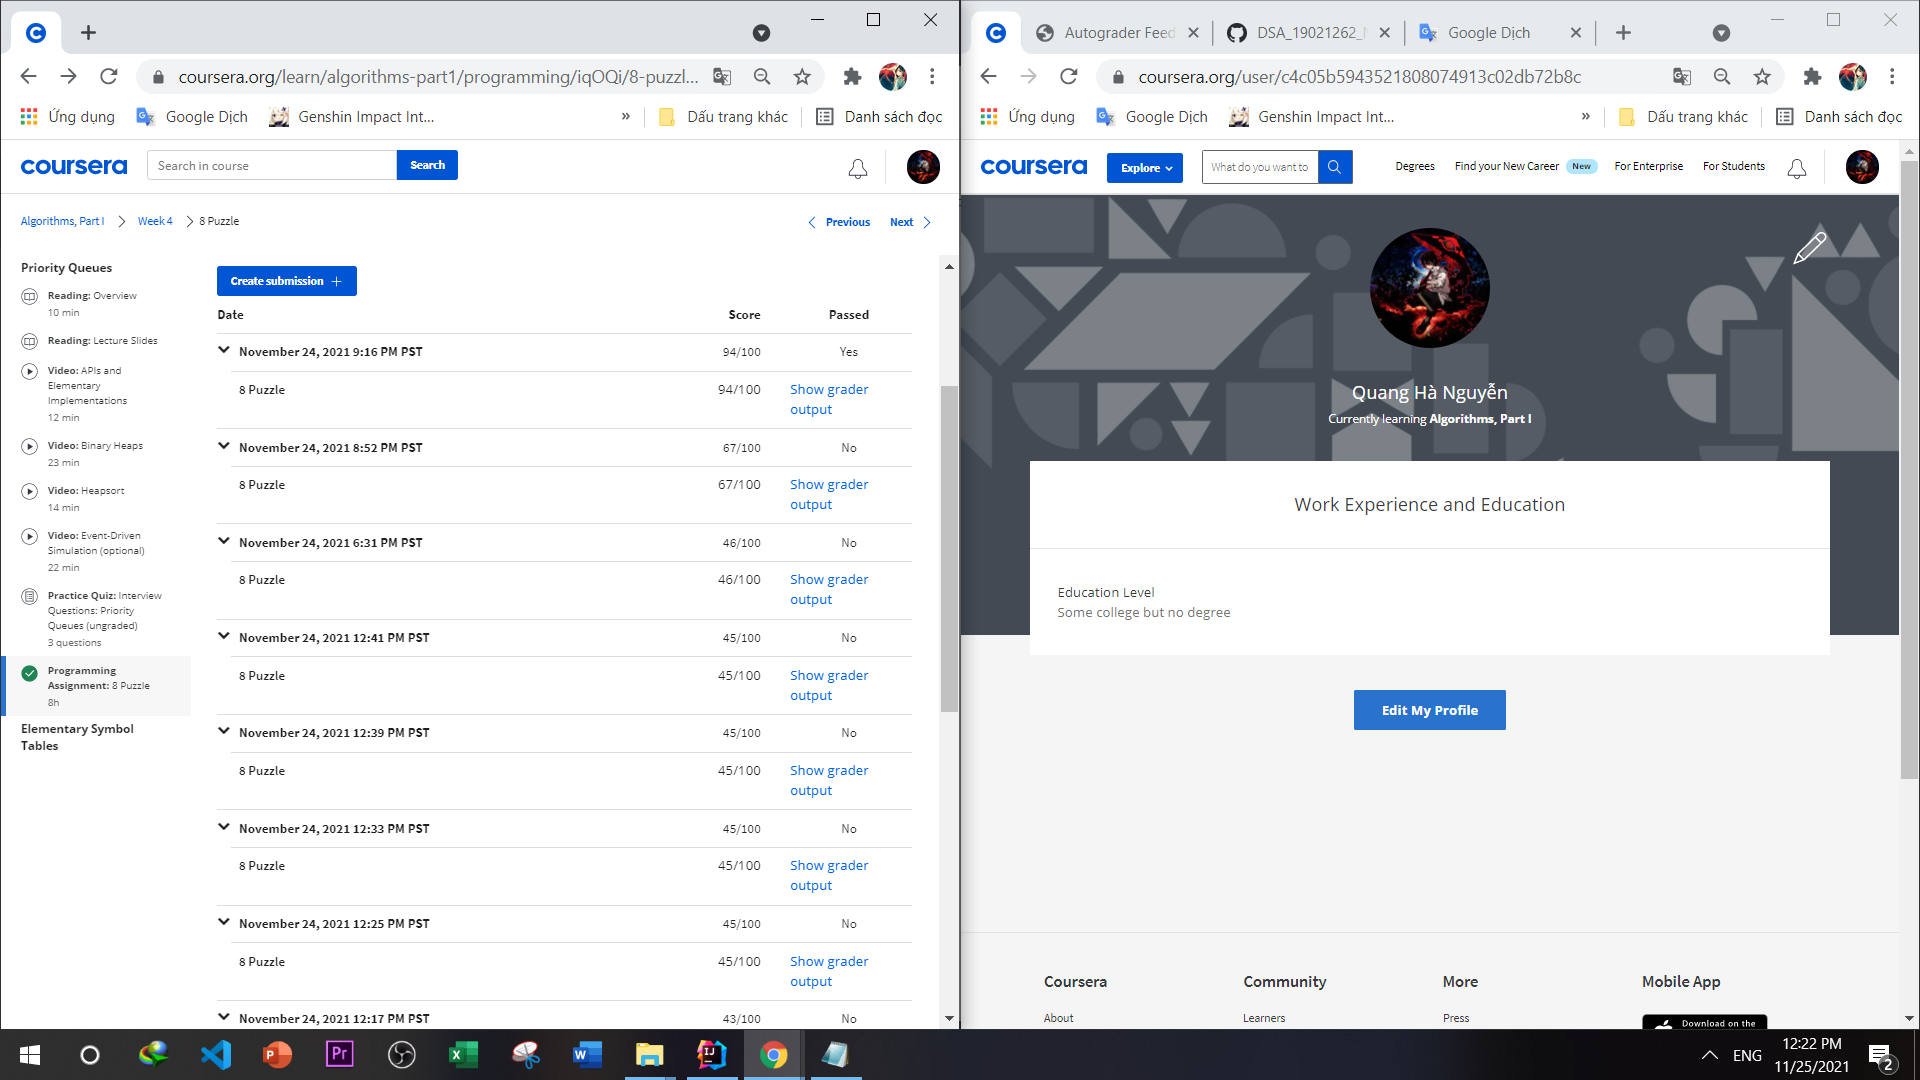 coursera.org/learn/algorithms-part1/programming/iqOQi/8-puzzl...
Ứng dụng
Google Dịch
Genshin Impact Int...
»
Dấu trang khác
Danh sách đọc
coursera
Search in course
Search
Algorithms, Part I
Week 4
8 Puzzle
Previous
Next
Priority Queues
Reading: Overview
10 min
Reading: Lecture Slides
Video: APIs and
Elementary
Implementations
12 min
Video: Binary Heaps
23 min
Video: Heapsort
14 min
Video: Event-Driven
Simulation (optional)
22 min
Practice Quiz: Interview
Questions: Priority
Queues (ungraded)
3 questions
Programming
Assignment: 8 Puzzle
8h
Elementary Symbol
Tables
Create submission
Date Score Passed
November 24, 2021 9:16 PM PST 94/100 Yes
8 Puzzle 94/100 Show grader
output
November 24, 2021 8:52 PM PST 67/100 No
8 Puzzle 67/100 Show grader
output
November 24, 2021 6:31 PM PST 46/100 No
8 Puzzle 46/100 Show grader
output
November 24, 2021 12:41 PM PST 45/100 No
8 Puzzle 45/100 Show grader
output
November 24, 2021 12:39 PM PST 45/100 No
8 Puzzle 45/100 Show grader
output
November 24, 2021 12:33 PM PST 45/100 No
8 Puzzle 45/100 Show grader
output
November 24, 2021 12:25 PM PST 45/100 No
8 Puzzle 45/100 Show grader
output
November 24, 2021 12:17 PM PST 43/100 No
Autograder Feed
DSA_19021262_
Google Dịch
coursera.org/user/c4c05b5943521808074913c02db72b8c
Ứng dụng
Google Dịch
Genshin Impact Int...
»
Dấu trang khác
Danh sách đọc
coursera
Explore
What do you want to
Degrees
Find your New Career New
For Enterprise
For Students
Quang Hà Nguyễn
Currently learning Algorithms, Part I
Work Experience and Education
Education Level
Some college but no degree
Edit My Profile
Coursera
Community
More
Mobile App
About
Learners
Press
Download on the
ENG
12:22 PM
11/25/2021
2